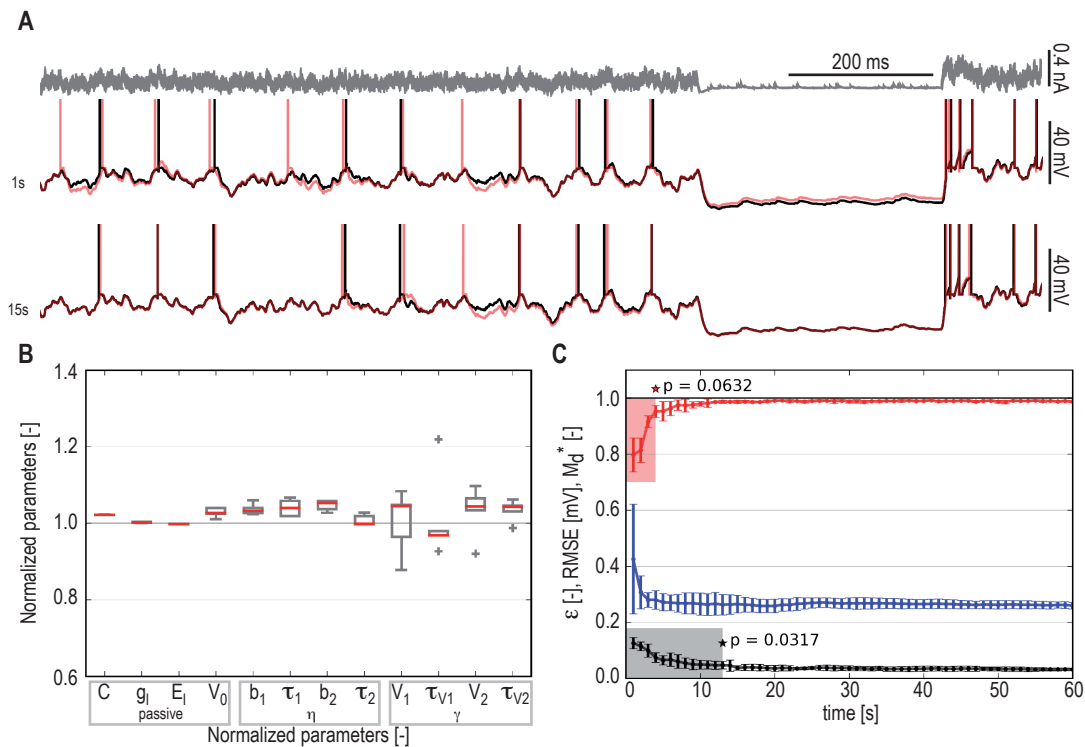 A
200 ms
0.4 nA
1s
40 mV
15s
40 mV
B
Normalized parameters [-]
1.4
1.2
1.0
0.8
0.6
C g_l E_l V_0 b_1 τ_1 b_2 τ_2 V_1 τ_V1 V_2 τ_V2
passive η γ
Normalized parameters [-]
C
ε [-], RMSE [mV], M_d^* [-]
p = 0.0632
1.0
0.8
0.6
0.4
0.2
0.0
p = 0.0317
0 10 20 30 40 50 60
time [s]